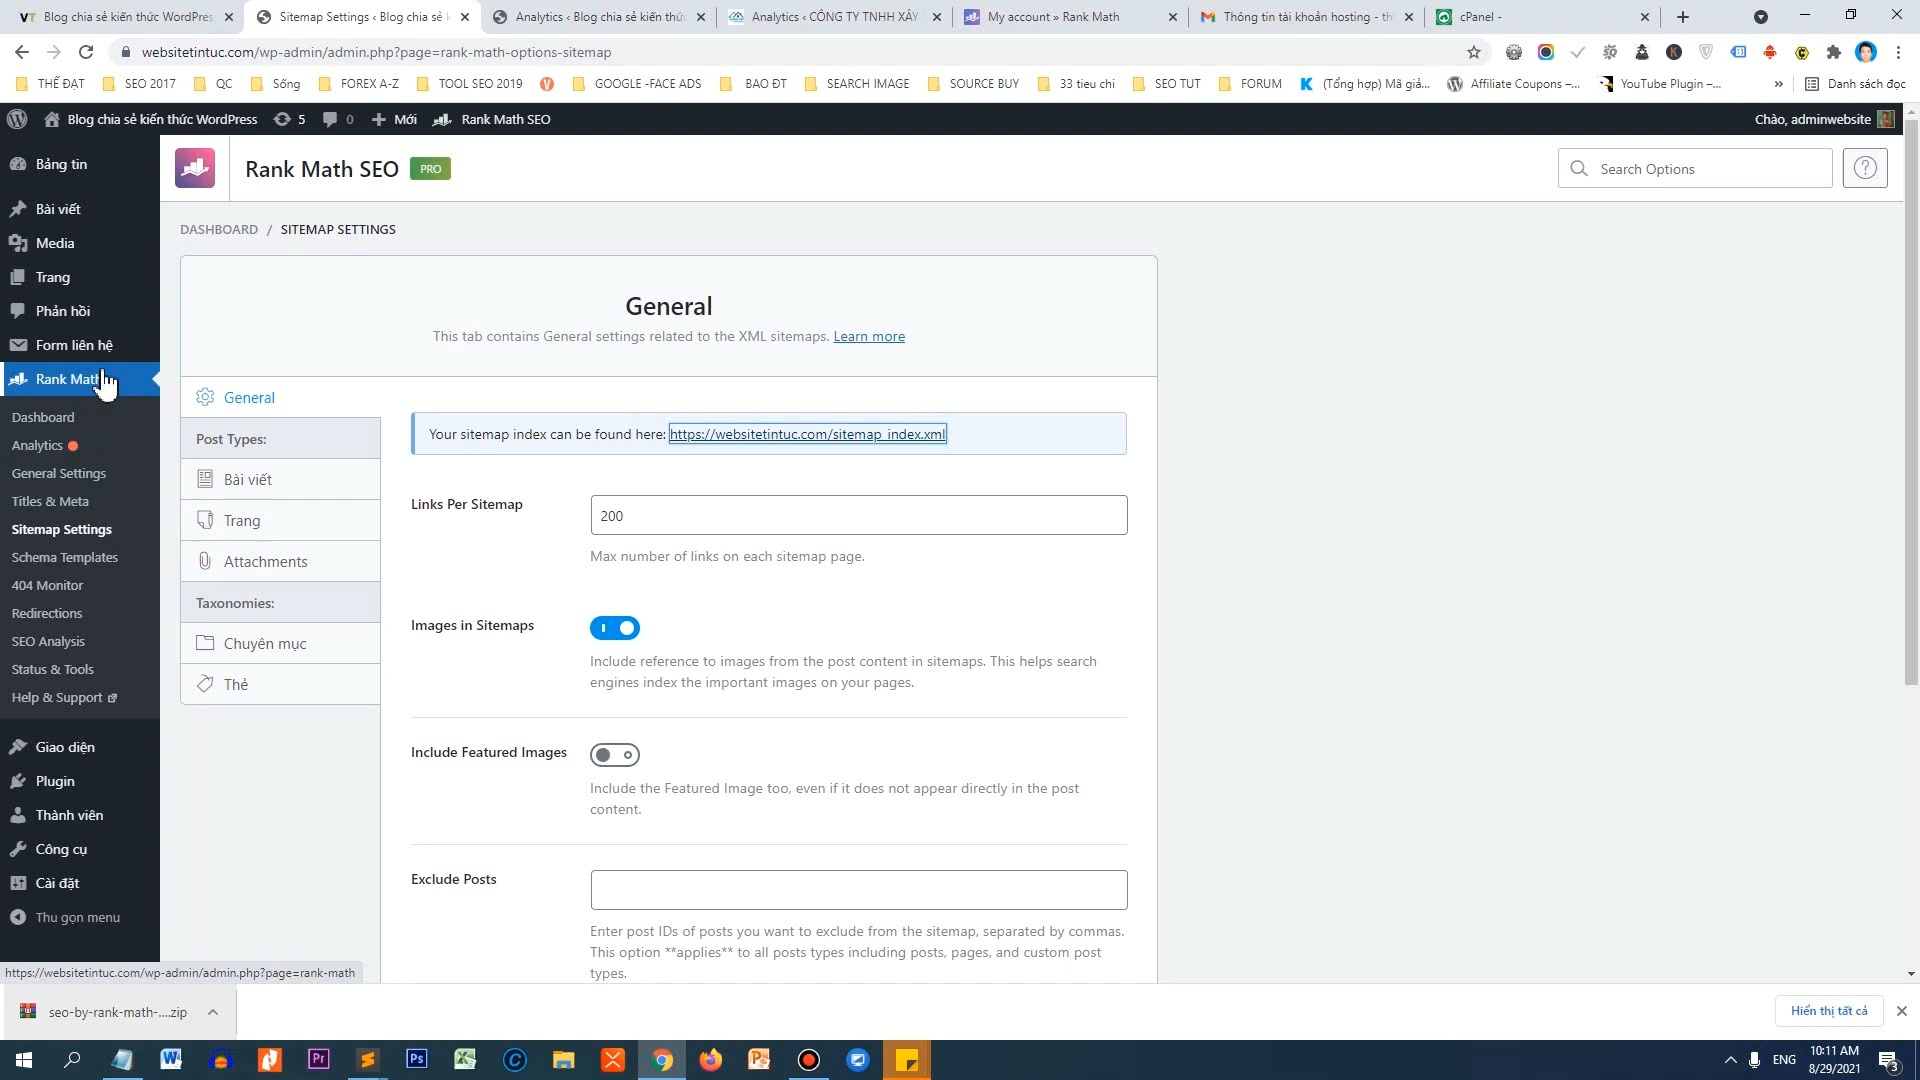 VT Blog chia sẻ kiến thức WordPres
Sitemap Settings ‹ Blog chia sẻ ki
Analytics ‹ Blog chia sẻ kiến thức
Analytics ‹ CÔNG TY TNHH XÂY
My account » Rank Math
Thông tin tài khoản hosting - thi
cPanel -
websitetintuc.com/wp-admin/admin.php?page=rank-math-options-sitemap
THẾ ĐẠT
SEO 2017
QC
Sống
FOREX A-Z
TOOL SEO 2019
GOOGLE -FACE ADS
BAO ĐT
SEARCH IMAGE
SOURCE BUY
33 tieu chi
SEO TUT
FORUM
(Tổng hợp) Mã giả...
Affiliate Coupons –...
YouTube Plugin –...
»
Danh sách đọc
Blog chia sẻ kiến thức WordPress
5
0
Mới
Rank Math SEO
Chào, adminwebsite
Bảng tin
Bài viết
Media
Trang
Phản hồi
Form liên hệ
Rank Math
Dashboard
Analytics
General Settings
Titles & Meta
Sitemap Settings
Schema Templates
404 Monitor
Redirections
SEO Analysis
Status & Tools
Help & Support
Giao diện
Plugin
Thành viên
Công cụ
Cài đặt
Thu gọn menu
Rank Math SEO PRO
Search Options
DASHBOARD / SITEMAP SETTINGS
General
This tab contains General settings related to the XML sitemaps. Learn more
General
Post Types:
Bài viết
Trang
Attachments
Taxonomies:
Chuyên mục
Thẻ
Your sitemap index can be found here: https://websitetintuc.com/sitemap_index.xml
Links Per Sitemap
200
Max number of links on each sitemap page.
Images in Sitemaps
Include reference to images from the post content in sitemaps. This helps search
engines index the important images on your pages.
Include Featured Images
Include the Featured Image too, even if it does not appear directly in the post
content.
Exclude Posts
Enter post IDs of posts you want to exclude from the sitemap, separated by commas.
This option **applies** to all posts types including posts, pages, and custom post
types.
https://websitetintuc.com/wp-admin/admin.php?page=rank-math
seo-by-rank-math-....zip
Hiển thị tất cả
ENG
10:11 AM
8/29/2021
3